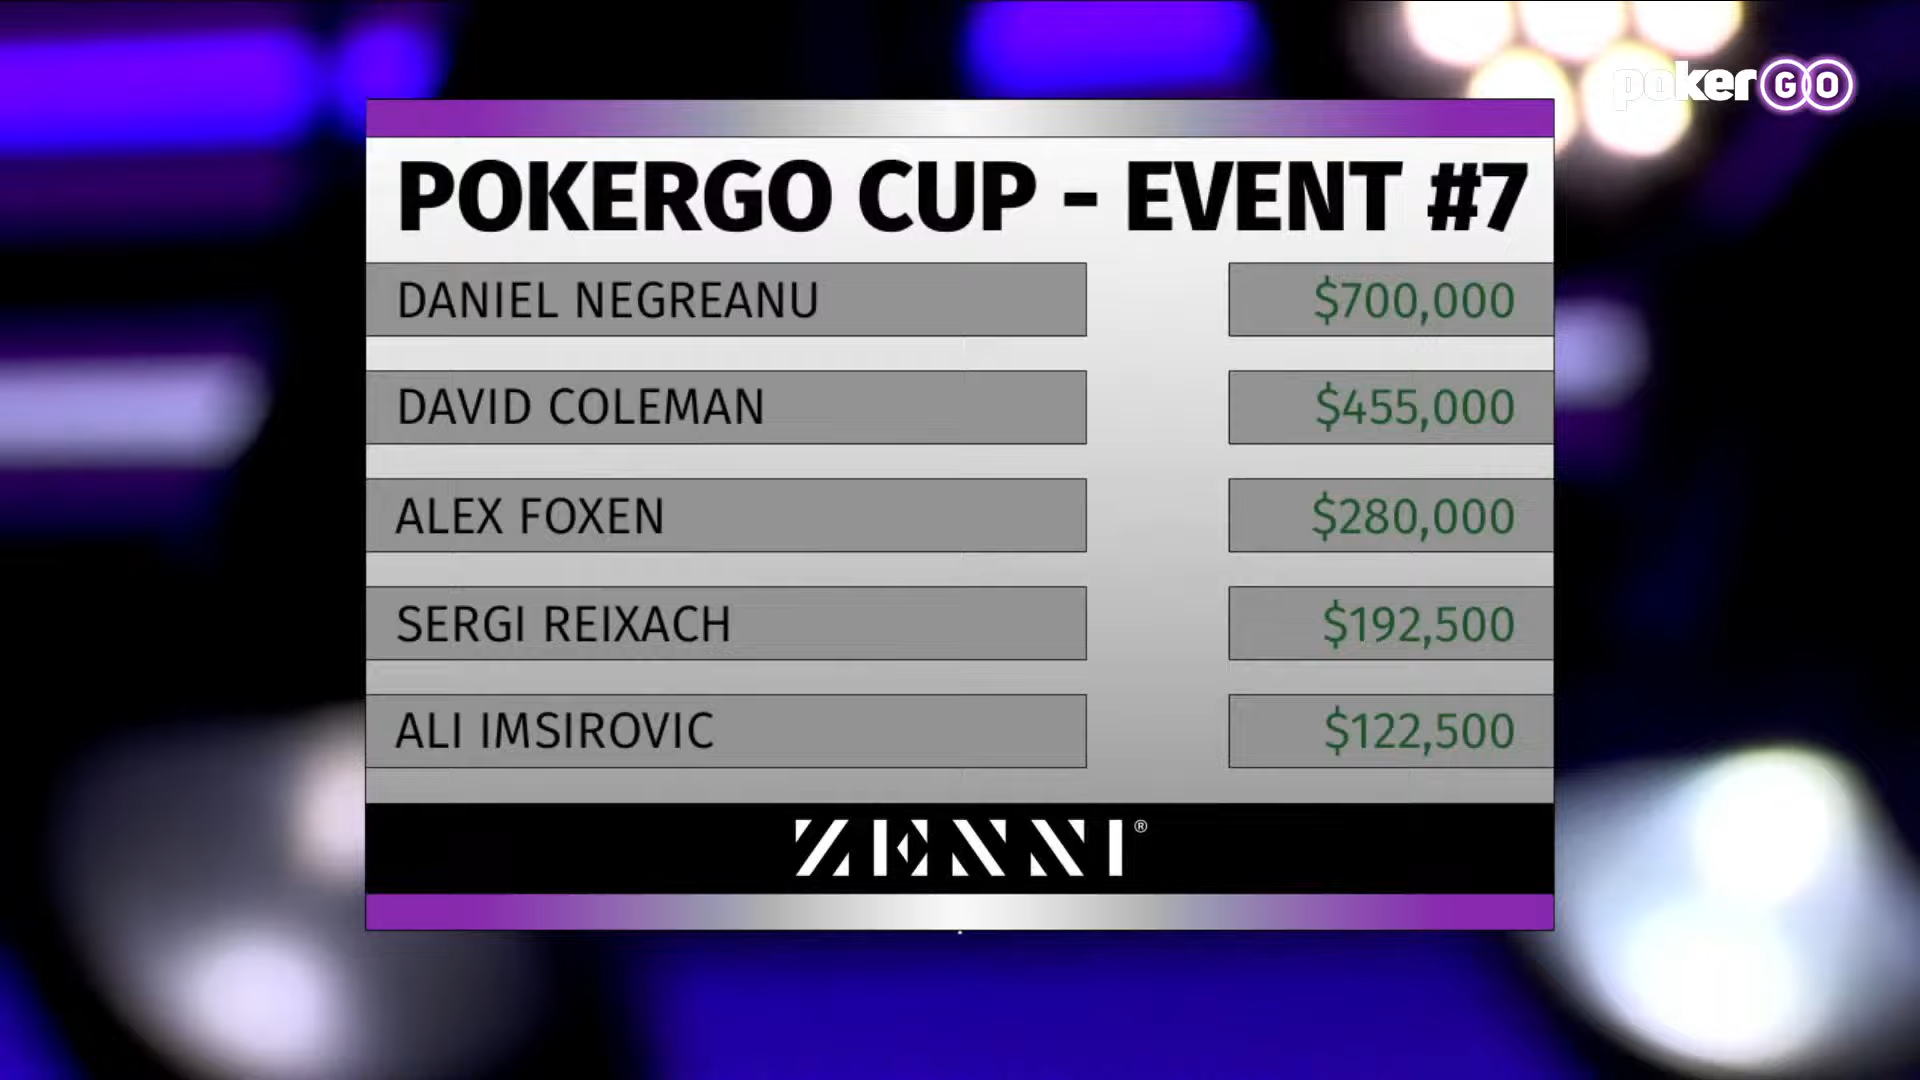 pokerGO
POKERGO CUP - EVENT #7
DANIEL NEGREANU $700,000
DAVID COLEMAN $455,000
ALEX FOXEN $280,000
SERGI REIXACH $192,500
ALI IMSIROVIC $122,500
ZENNI®